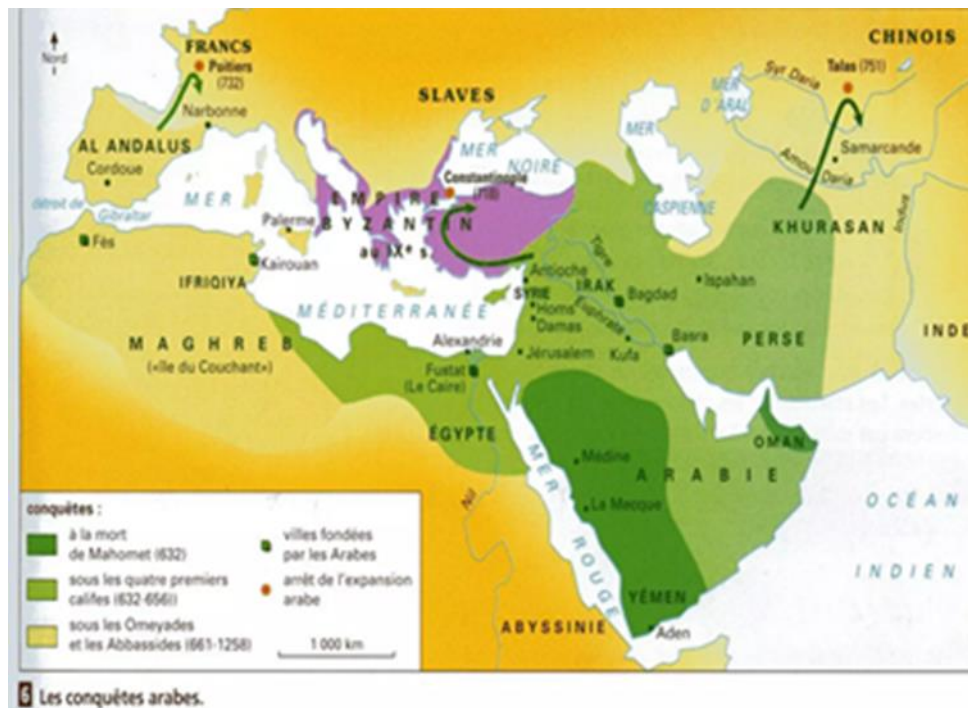 Nord
FRANCS
Poitiers
(732)
Narbonne
AL ANDALUS
Cordoue
détroit de Gibraltar
Fès
SLAVES
CHINOIS
Talas (751)
Syr Daria
MER
D'ARAL
Samarcande
Amou Daria
KHURASAN
Indus
INDE
MER
CASPIENNE
MER
NOIRE
Constantinople
(718)
EMPIRE
BYZANTIN
au IXe s.
MER
MÉDITERRANÉE
Palerme
Kairouan
IFRIQIYA
MAGHREB
(«île du Couchant»)
Antioche
SYRIE
Homs
Damas
Jérusalem
Tigre
IRAK
Bagdad
Euphrate
Kufa
Basra
Ispahan
PERSE
Alexandrie
Fustat
(Le Caire)
ÉGYPTE
Nil
MER ROUGE
Médine
ARABIE
La Mecque
OMAN
YÉMEN
Aden
ABYSSINIE
OCÉAN
INDIEN
conquêtes :
à la mort
de Mahomet (632)
sous les quatre premiers
califes (632-656))
sous les Omeyades
et les Abbassides (661-1258)
villes fondées
par les Arabes
arrêt de l'expansion
arabe
1 000 km
6 Les conquêtes arabes.